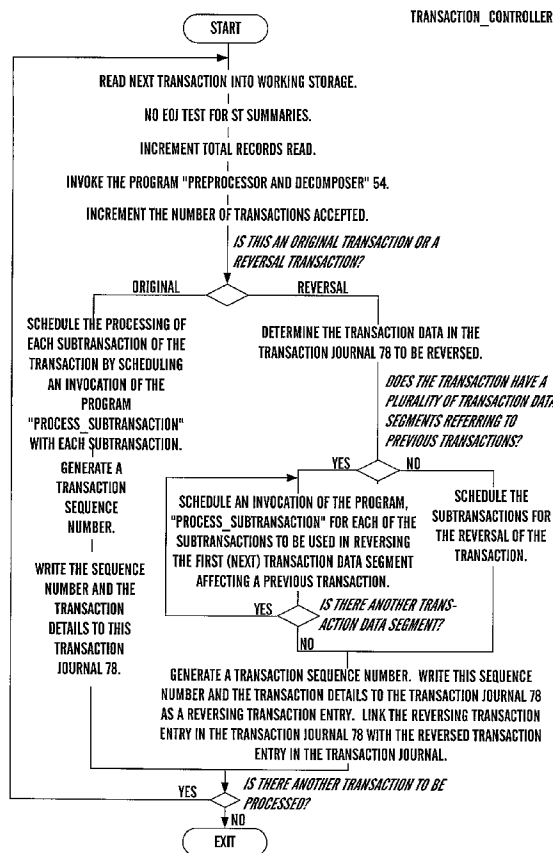 TRANSACTION_CONTROLLER
START
READ NEXT TRANSACTION INTO WORKING STORAGE.
NO EOJ TEST FOR ST SUMMARIES.
INCREMENT TOTAL RECORDS READ.
INVOKE THE PROGRAM "PREPROCESSOR AND DECOMPOSER" 54.
INCREMENT THE NUMBER OF TRANSACTIONS ACCEPTED.
IS THIS AN ORIGINAL TRANSACTION OR A
REVERSAL TRANSACTION?
ORIGINAL
REVERSAL
SCHEDULE THE PROCESSING OF
EACH SUBTRANSACTION OF THE
TRANSACTION BY SCHEDULING
AN INVOCATION OF THE
PROGRAM
"PROCESS_SUBTRANSACTION"
WITH EACH SUBTRANSACTION.
GENERATE A
TRANSACTION
SEQUENCE
NUMBER.
WRITE THE SEQUENCE
NUMBER AND THE
TRANSACTION
DETAILS TO THIS
TRANSACTION
JOURNAL 78.
DETERMINE THE TRANSACTION DATA IN THE
TRANSACTION JOURNAL 78 TO BE REVERSED.
DOES THE TRANSACTION HAVE A
PLURALITY OF TRANSACTION DATA
SEGMENTS REFERRING TO
PREVIOUS TRANSACTIONS?
YES
NO
SCHEDULE AN INVOCATION OF THE PROGRAM,
"PROCESS_SUBTRANSACTION" FOR EACH OF THE
SUBTRANSACTIONS TO BE USED IN REVERSING
THE FIRST (NEXT) TRANSACTION DATA SEGMENT
AFFECTING A PREVIOUS TRANSACTION.
SCHEDULE THE
SUBTRANSACTIONS FOR
THE REVERSAL OF THE
TRANSACTION.
YES
IS THERE ANOTHER TRANS-
ACTION DATA SEGMENT?
NO
GENERATE A TRANSACTION SEQUENCE NUMBER. WRITE THIS SEQUENCE
NUMBER AND THE TRANSACTION DETAILS TO THE TRANSACTION JOURNAL 78
AS A REVERSING TRANSACTION ENTRY. LINK THE REVERSING TRANSACTION
ENTRY IN THE TRANSACTION JOURNAL 78 WITH THE REVERSED TRANSACTION
ENTRY IN THE TRANSACTION JOURNAL.
YES
IS THERE ANOTHER TRANSACTION TO BE
PROCESSED?
NO
EXIT